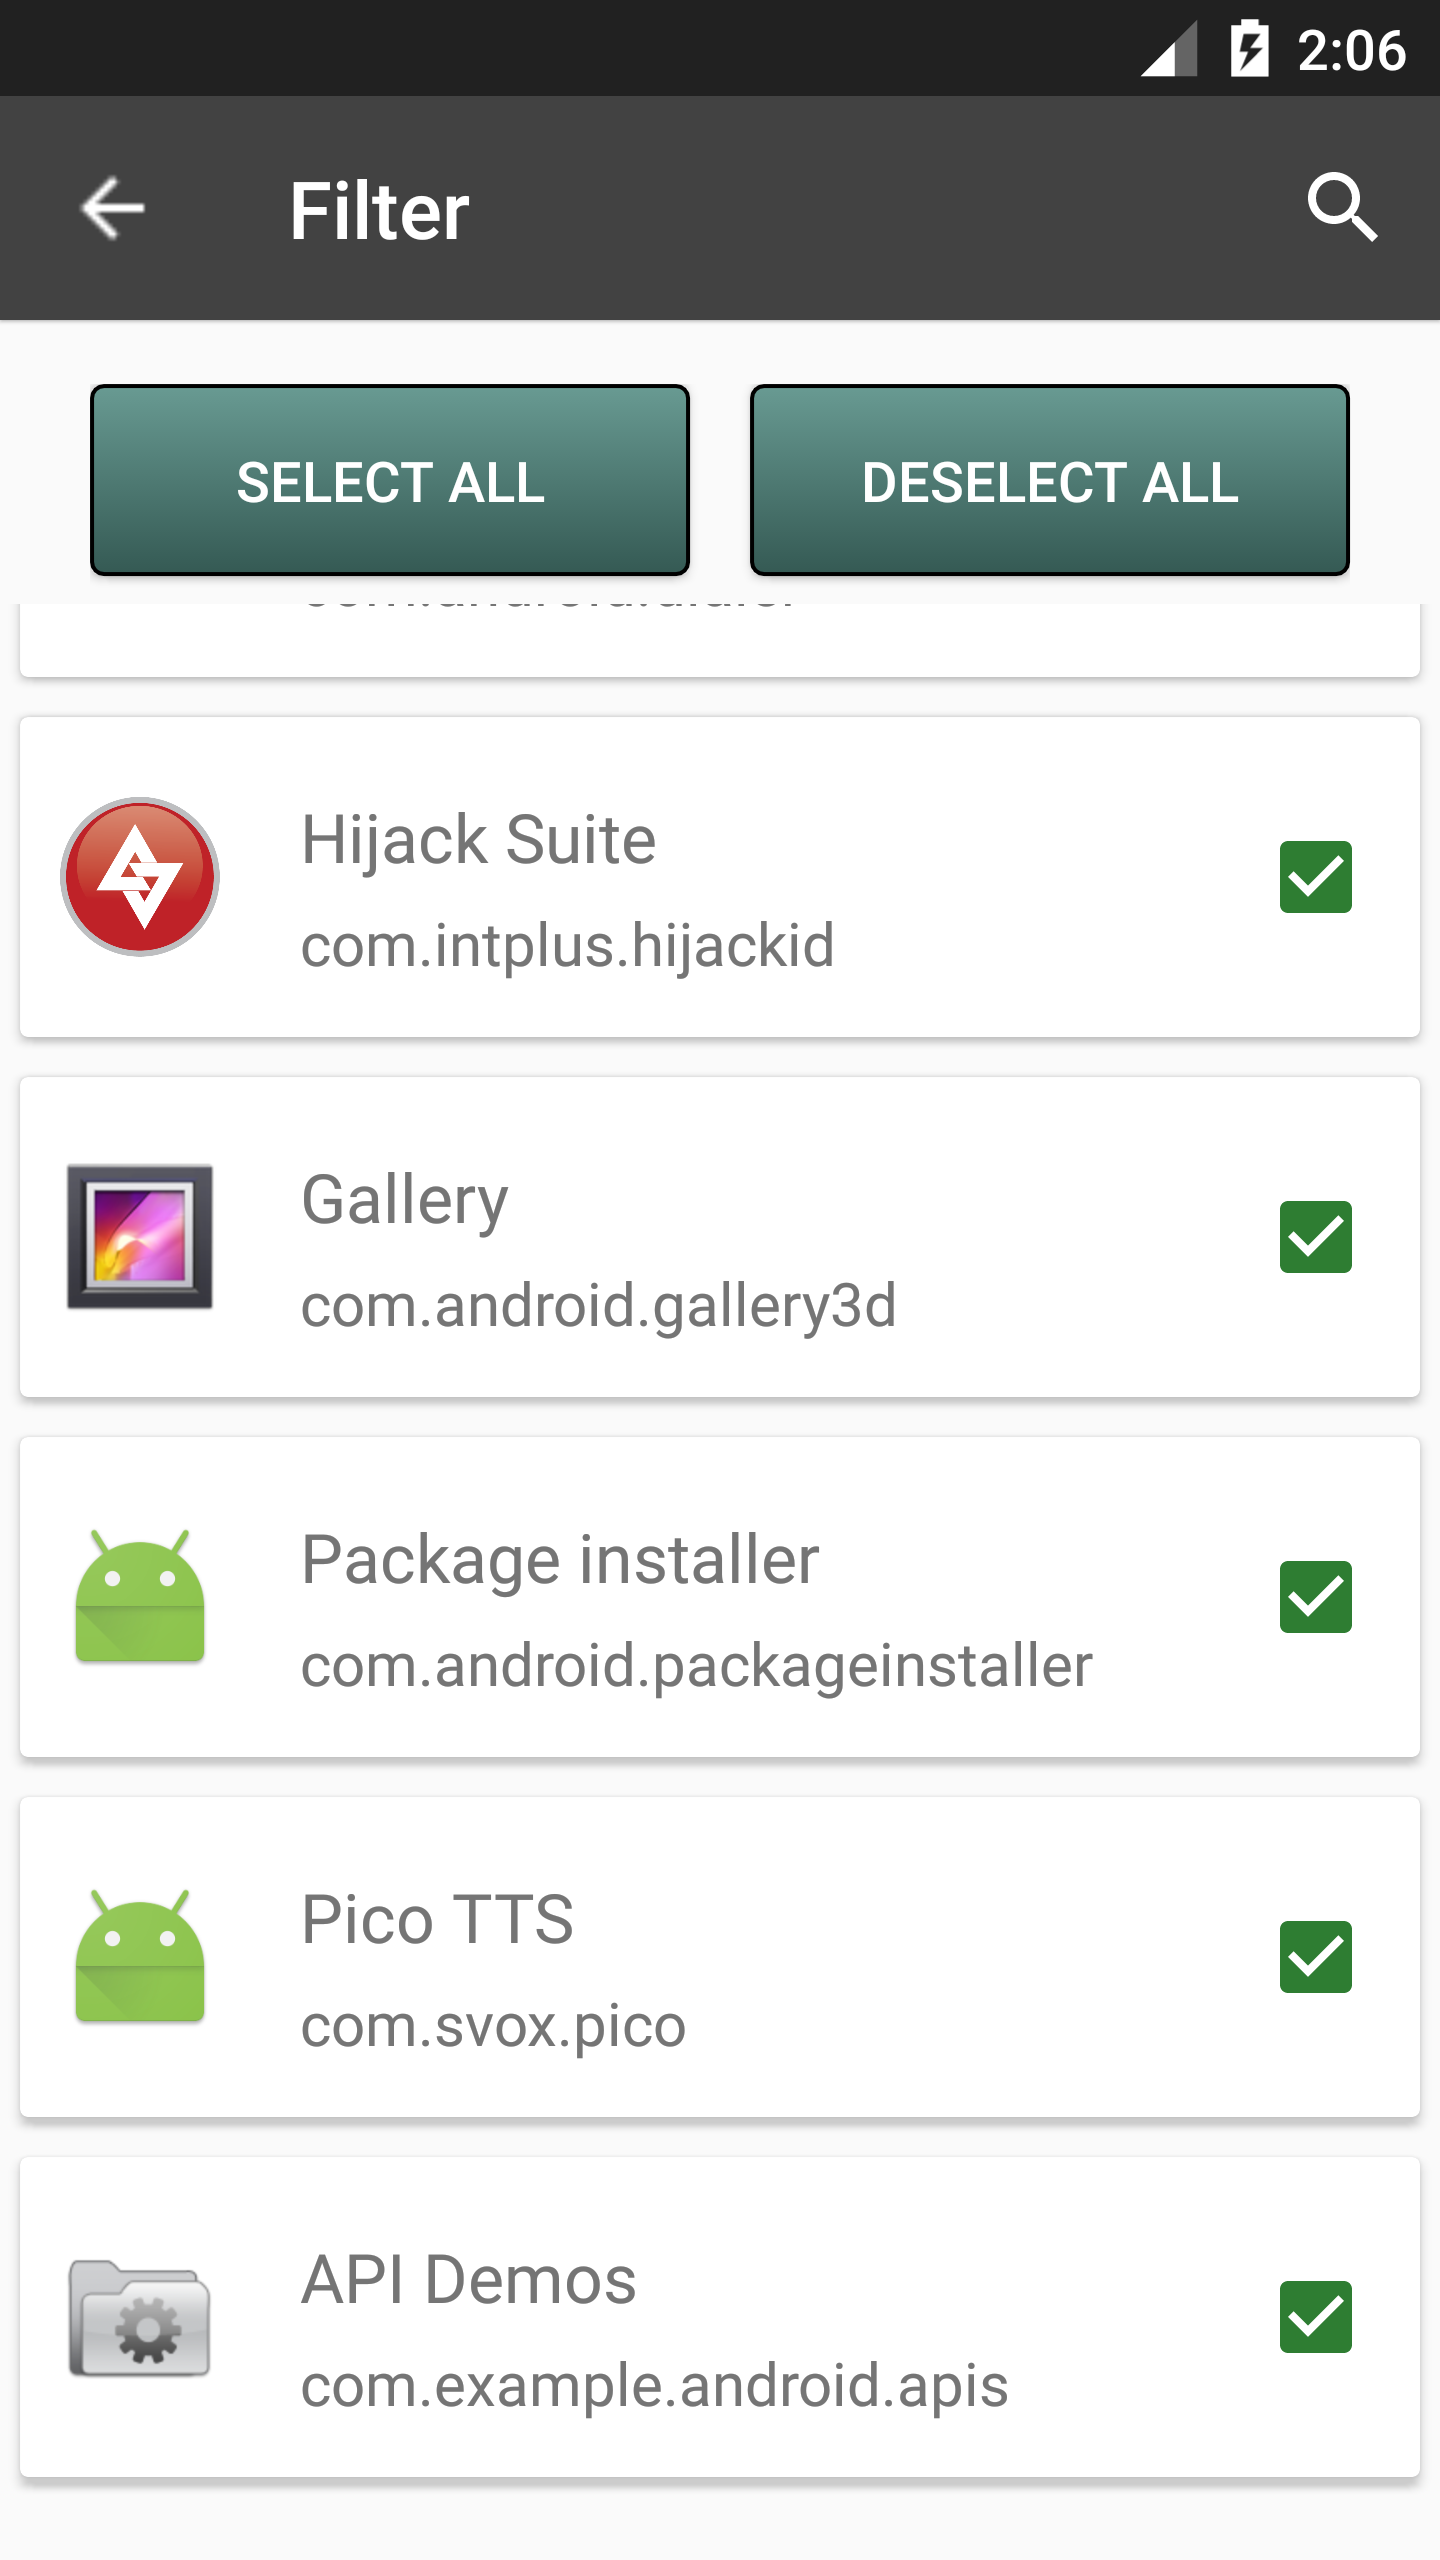 2:06
Filter
SELECT ALL
DESELECT ALL
Hijack Suite
com.intplus.hijackid
Gallery
com.android.gallery3d
Package installer
com.android.packageinstaller
Pico TTS
com.svox.pico
API Demos
com.example.android.apis